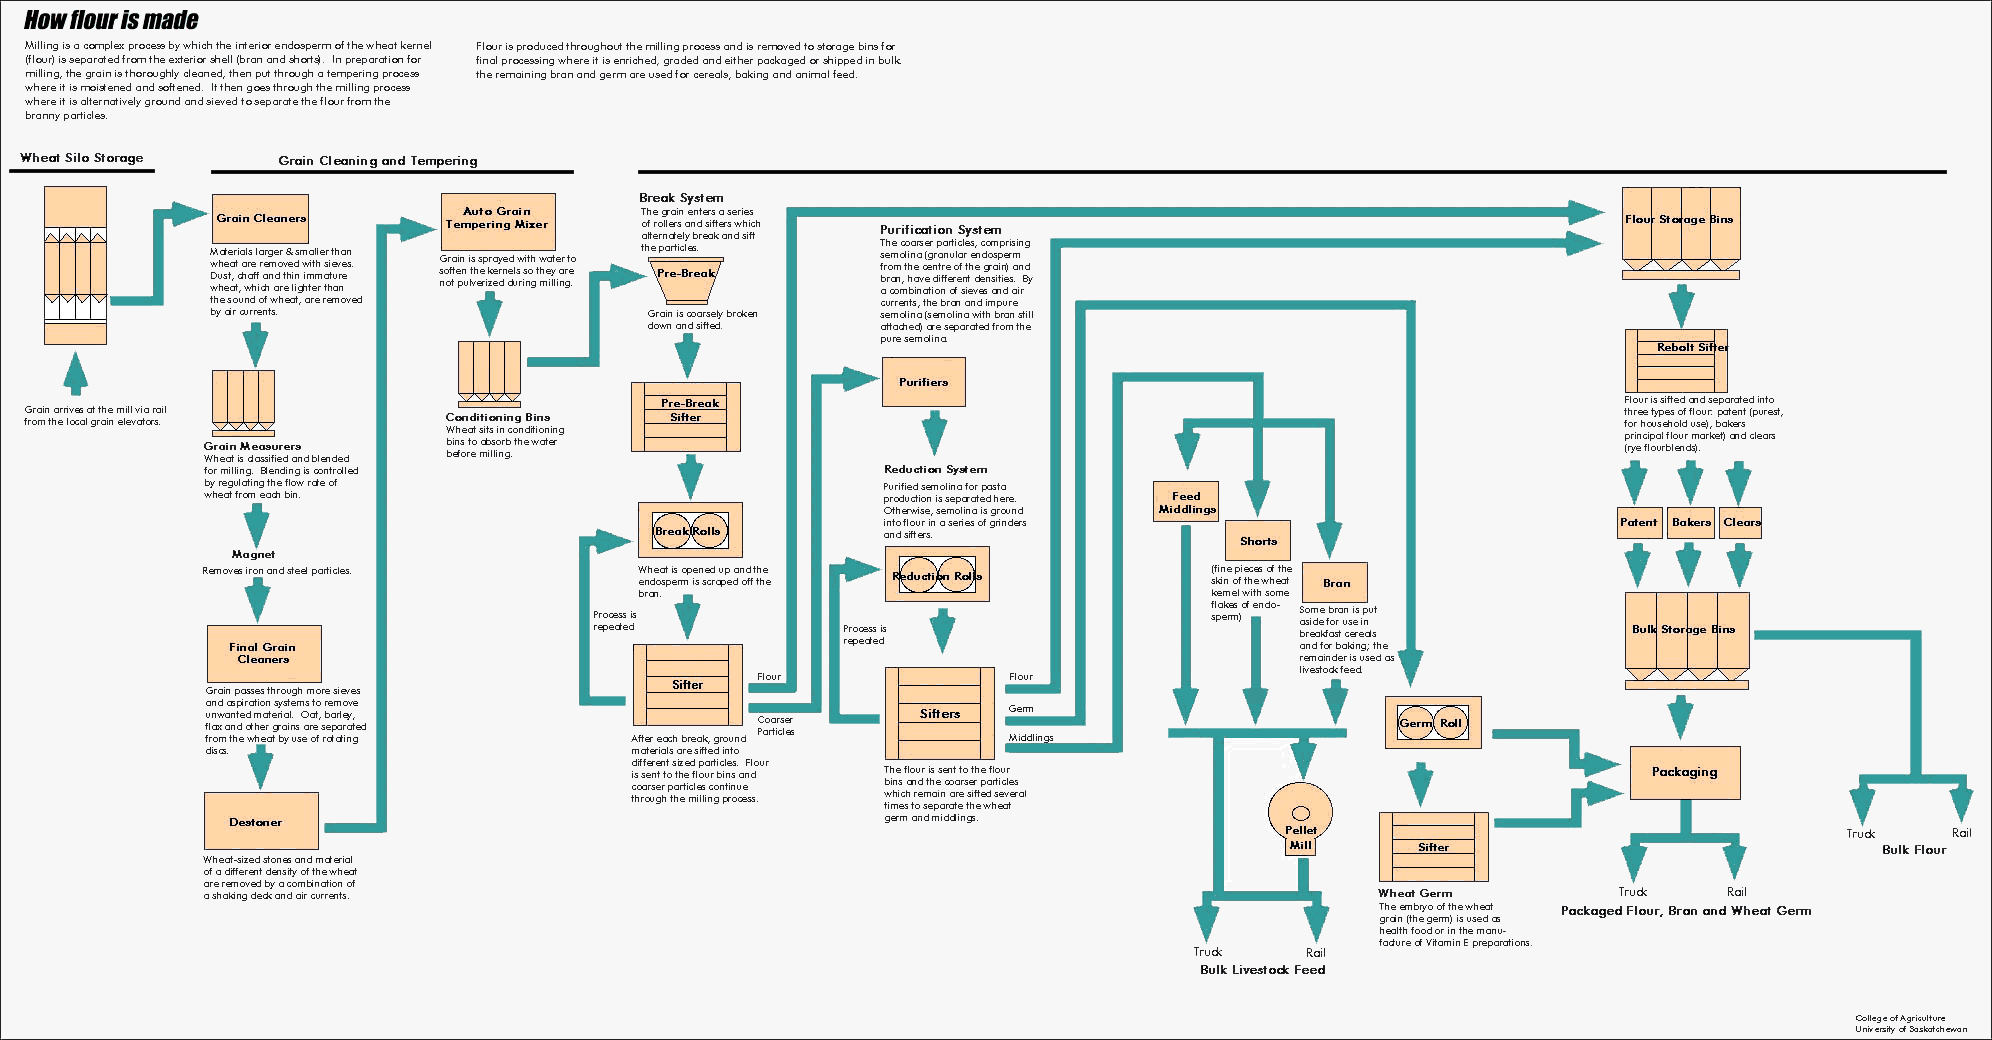 How flour is made
Milling is a complex process by which the interior endosperm of the wheat kernel
(flour) is separated from the exterior shell (bran and shorts). In preparation for
milling, the grain is thoroughly cleaned, then put through a tempering process
where it is moistened and softened. It then goes through the milling process
where it is alternatively ground and sieved to separate the flour from the
branny particles.
Flour is produced throughout the milling process and is removed to storage bins for
final processing where it is enriched, graded and either packaged or shipped in bulk
the remaining bran and germ are used for cereals, baking and animal feed.
Wheat Silo Storage
Grain arrives at the mill via rail
from the local grain elevators.
Grain Cleaning and Tempering
Grain Cleaners
Materials larger & smaller than
wheat are removed with sieves.
Dust, chaff and thin immature
wheat, which are lighter than
the sound of wheat, are removed
by air currents.
Grain Measurers
Wheat is classified and blended
for milling. Blending is controlled
by regulating the flow rate of
wheat from each bin.
Magnet
Removes iron and steel particles.
Final Grain
Cleaners
Grain passes through more sieves
and aspiration systems to remove
unwanted material. Oat, barley,
flax and other grains are separated
from the wheat by use of rotating
discs.
Destoner
Wheat-sized stones and material
of a different density of the wheat
are removed by a combination of
a shaking deck and air currents.
Auto Grain
Tempering Mixer
Grain is sprayed with water to
soften the kernels so they are
not pulverized during milling.
Conditioning Bins
Wheat sits in conditioning
bins to absorb the water
before milling.
Break System
The grain enters a series
of rollers and sifters which
alternately break and sift
the particles.
Pre-Break
Grain is coarsely broken
down and sifted.
Pre-Break
Sifter
Break Rolls
Wheat is opened up and the
endosperm is scraped off the
bran.
Process is
repeated
Sifter
Flour
Coarser
Particles
After each break, ground
materials are sifted into
different sized particles. Flour
is sent to the flour bins and
coarser particles continue
through the milling process.
Purification System
The coarser particles, comprising
semolina (granular endosperm
from the centre of the grain) and
bran, have different densities. By
a combination of sieves and air
currents, the bran and impure
semolina (semolina with bran still
attached) are separated from the
pure semolina.
Purifiers
Reduction System
Purified semolina for pasta
production is separated here.
Otherwise, semolina is ground
into flour in a series of grinders
and sifters.
Reduction Rolls
Process is
repeated
Sifters
Flour
Germ
Middlings
The flour is sent to the flour
bins and the coarser particles
which remain are sifted several
times to separate the wheat
germ and middlings.
Feed
Middlings
Shorts
(fine pieces of the
skin of the wheat
kernel with some
flakes of endo-
sperm)
Bran
Some bran is put
aside for use in
breakfast cereals
and for baking; the
remainder is used as
livestock feed.
Pellet
Mill
Truck
Rail
Bulk Livestock Feed
Germ Roll
Sifter
Wheat Germ
The embryo of the wheat
grain (the germ) is used as
health food or in the manu-
facture of Vitamin E preparations.
Flour Storage Bins
Rebolt Sifter
Flour is sifted and separated into
three types of flour: patent (purest,
for household use), bakers
principal flour market) and clears
(rye flourblends).
Patent
Bakers
Clears
Bulk Storage Bins
Packaging
Truck
Rail
Packaged Flour, Bran and Wheat Germ
Truck
Rail
Bulk Flour
College of Agriculture
University of Saskatchewan